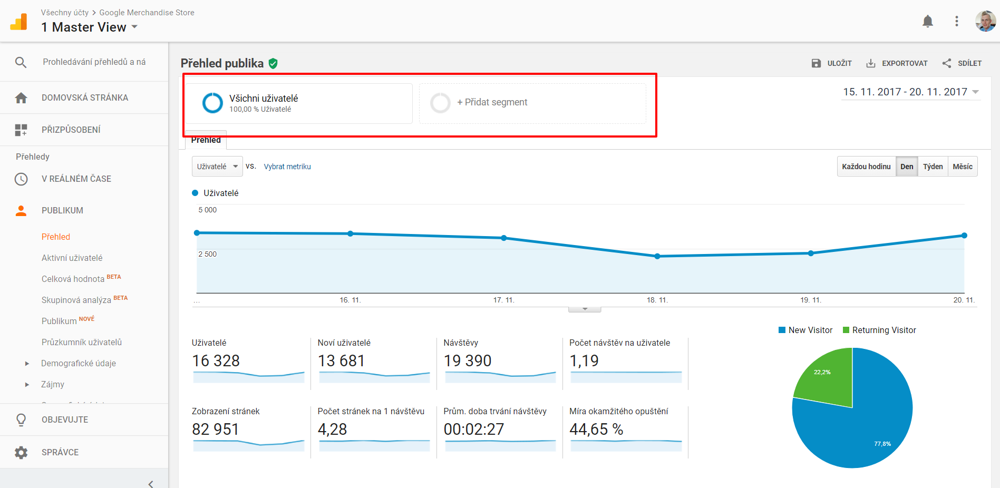 Všechny účty > Google Merchandise Store
1 Master View
Prohledávání přehledů a ná
DOMOVSKÁ STRÁNKA
PŘIZPŮSOBENÍ
Přehledy
V REÁLNÉM ČASE
PUBLIKUM
Přehled
Aktivní uživatelé
Celková hodnota BETA
Skupinová analýza BETA
Publikum NOVÉ
Průzkumník uživatelů
Demografické údaje
Zájmy
OBJEVUJTE
SPRÁVCE
Přehled publika
ULOŽIT EXPORTOVAT SDÍLET
Všichni uživatelé
100,00 % Uživatelé
+ Přidat segment
15. 11. 2017 - 20. 11. 2017
Přehled
Uživatelé vs. Vybrat metriku
Každou hodinu Den Týden Měsíc
Uživatelé
5 000
2 500
... 16. 11. 17. 11. 18. 11. 19. 11. 20. 11.
Uživatelé
16 328
Noví uživatelé
13 681
Návštěvy
19 390
Počet návštěv na uživatele
1,19
Zobrazení stránek
82 951
Počet stránek na 1 návštěvu
4,28
Prům. doba trvání návštěvy
00:02:27
Míra okamžitého opuštění
44,65 %
New Visitor Returning Visitor
22,2%
77,8%